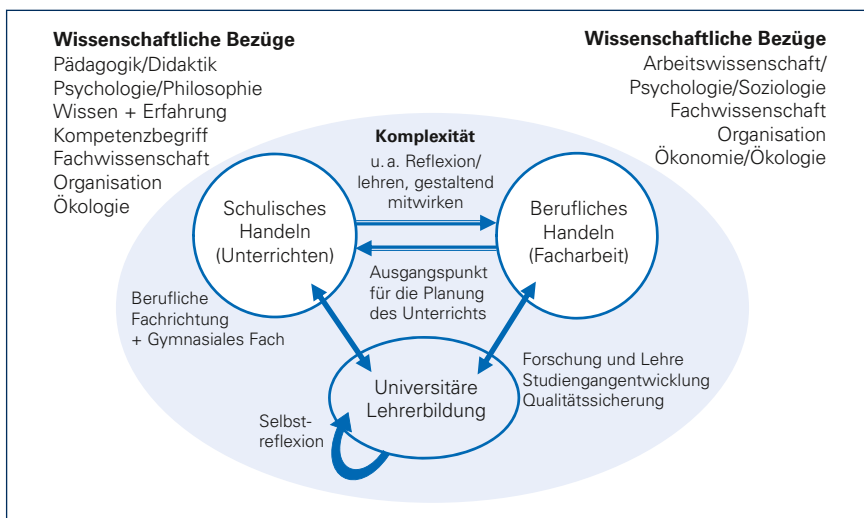 Wissenschaftliche Bezüge
Pädagogik/Didaktik
Psychologie/Philosophie
Wissen + Erfahrung
Kompetenzbegriff
Fachwissenschaft
Organisation
Ökologie
Wissenschaftliche Bezüge
Arbeitswissenschaft/
Psychologie/Soziologie
Fachwissenschaft
Organisation
Ökonomie/Ökologie
Komplexität
u. a. Reflexion/
lehren, gestaltend
mitwirken
Schulisches
Handeln
(Unterrichten)
Berufliches
Handeln
(Facharbeit)
Ausgangspunkt
für die Planung
des Unterrichts
Berufliche
Fachrichtung
+ Gymnasiales Fach
Forschung und Lehre
Studiengangentwicklung
Qualitätssicherung
Universitäre
Lehrerbildung
Selbst-
reflexion